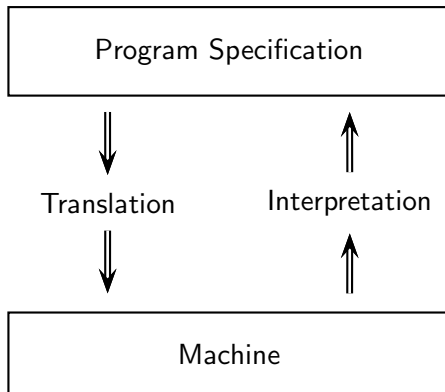 Program Specification
Translation
Interpretation
Machine